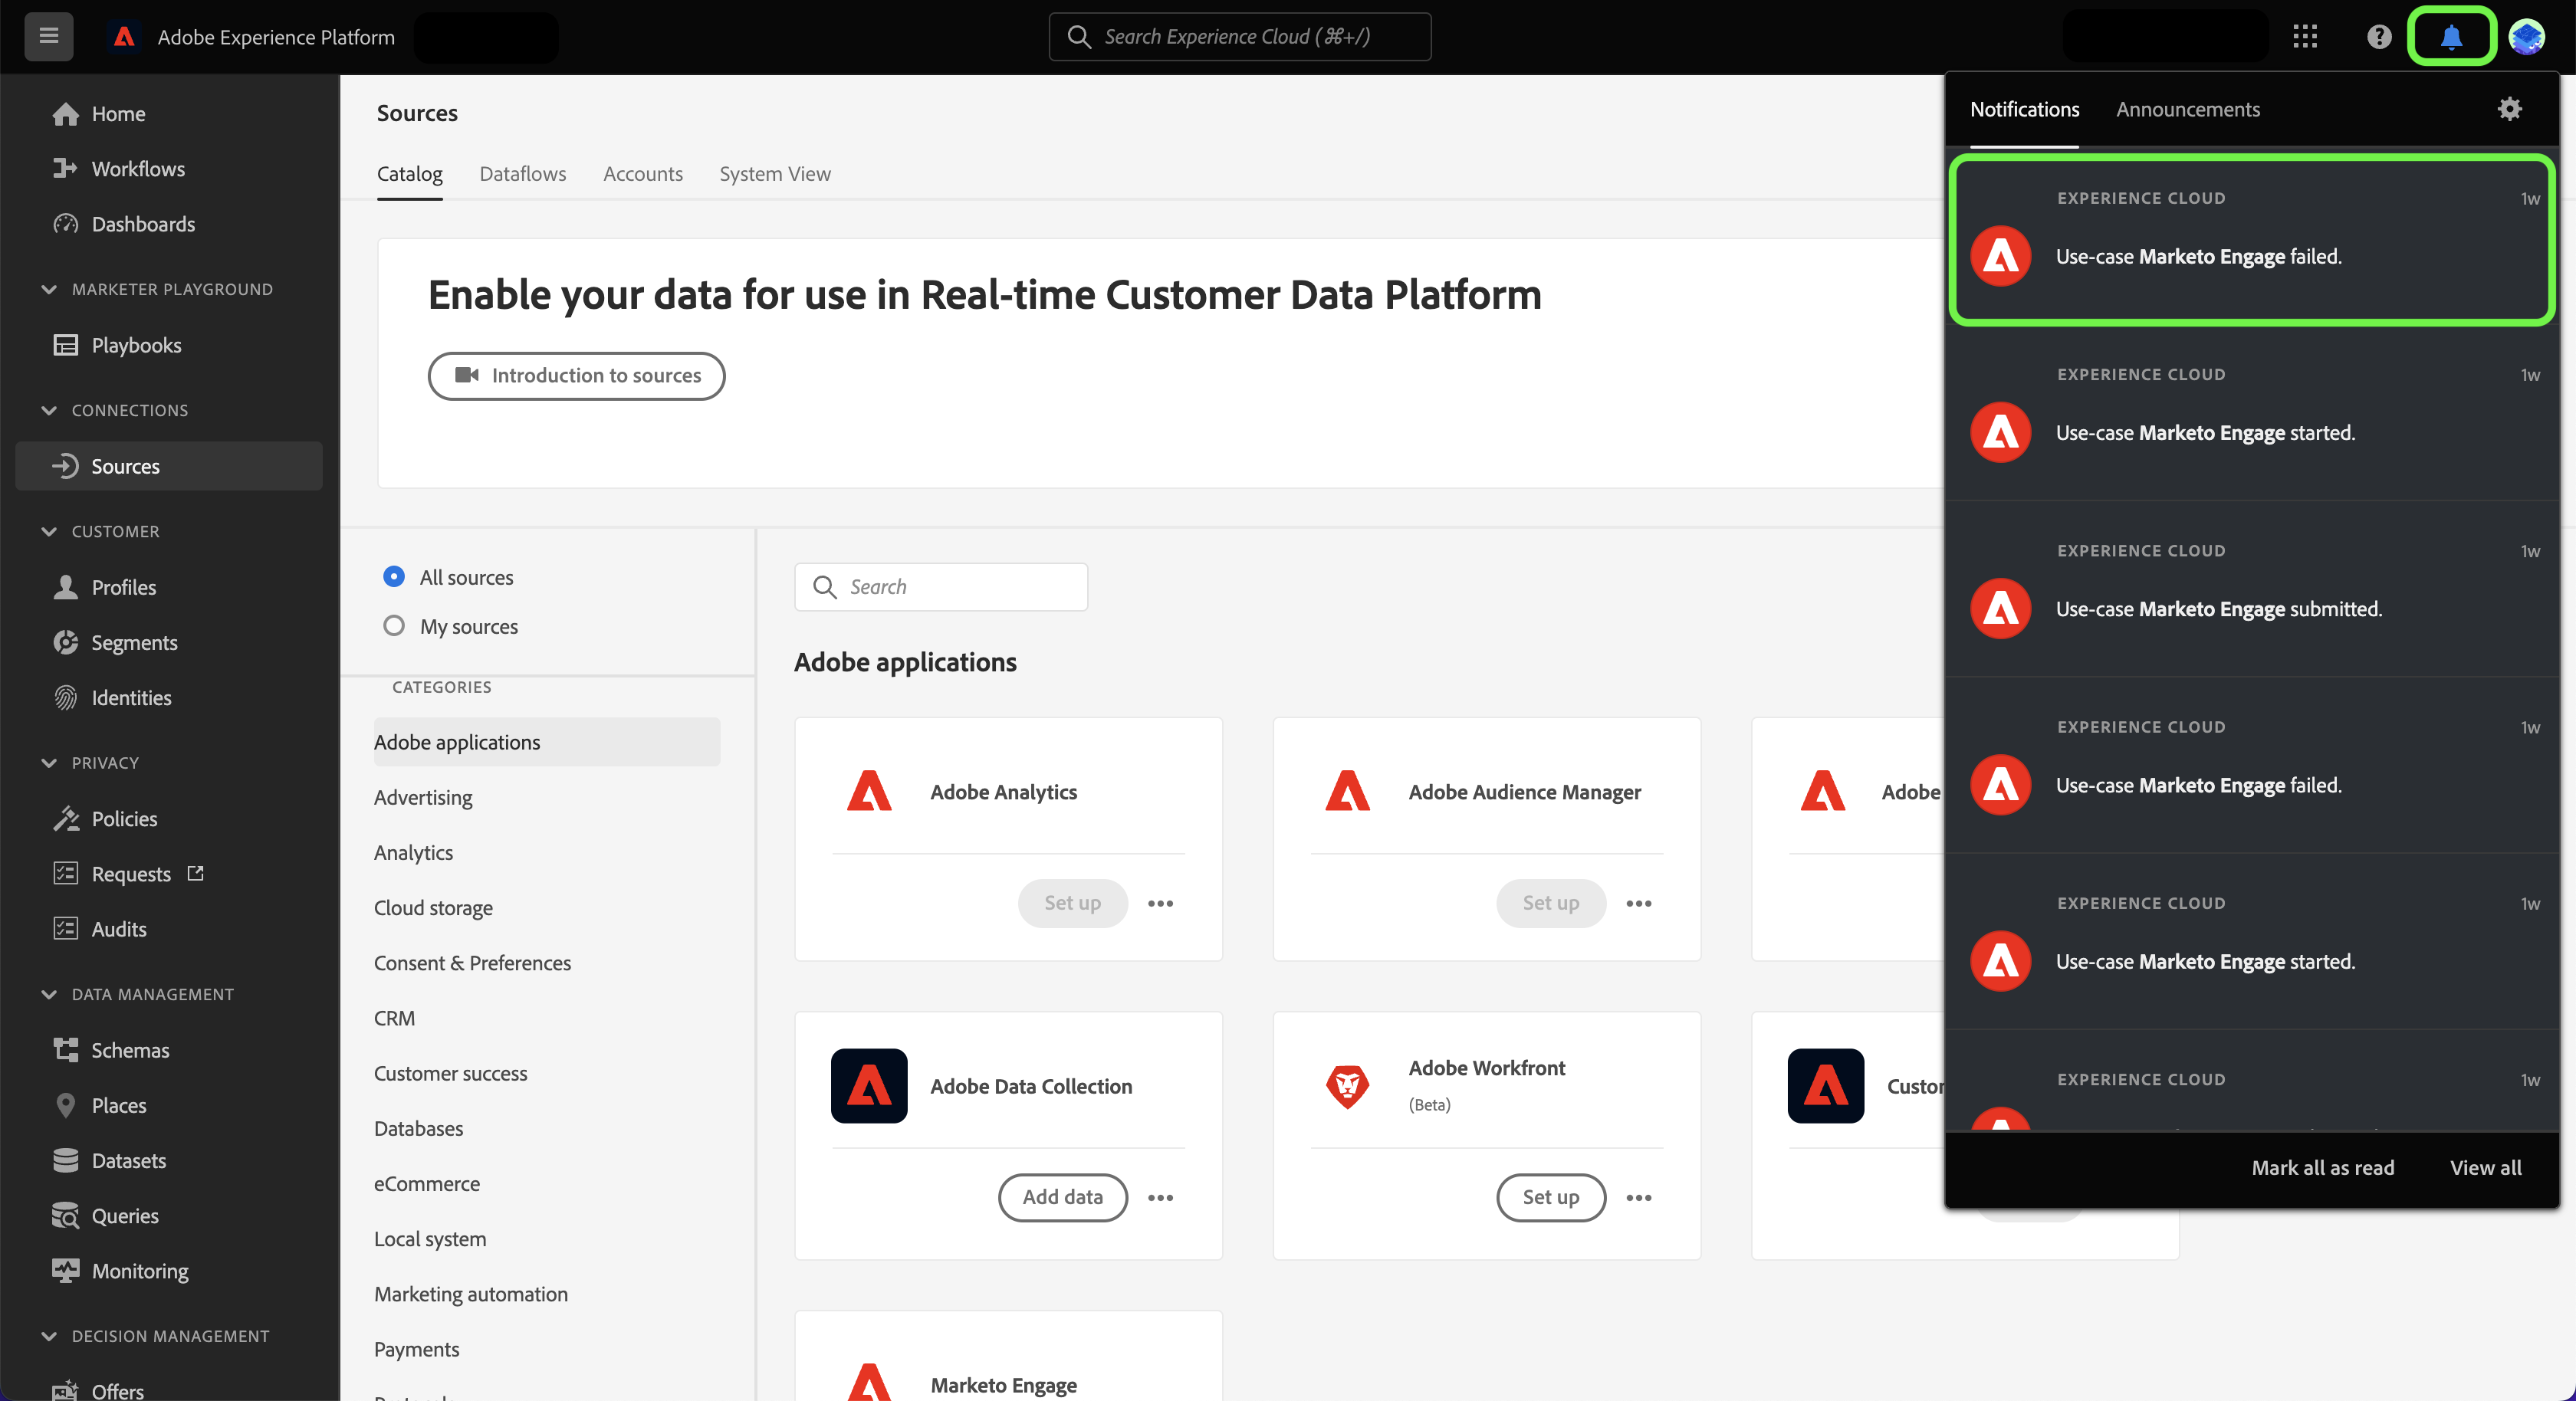 Adobe Experience Platform
Search Experience Cloud (⌘+/)
Home
Workflows
Dashboards
MARKETER PLAYGROUND
Playbooks
CONNECTIONS
Sources
CUSTOMER
Profiles
Segments
Identities
PRIVACY
Policies
Requests
Audits
DATA MANAGEMENT
Schemas
Places
Datasets
Queries
Monitoring
DECISION MANAGEMENT
Offers
Sources
Catalog Dataflows Accounts System View
Enable your data for use in Real-time Customer Data Platform
Introduction to sources
All sources
My sources
CATEGORIES
Adobe applications
Advertising
Analytics
Cloud storage
Consent & Preferences
CRM
Customer success
Databases
eCommerce
Local system
Marketing automation
Payments
Search
Adobe applications
Adobe Analytics
Set up
Adobe Audience Manager
Set up
Adobe
Adobe Data Collection
Add data
Adobe Workfront
(Beta)
Set up
Custom
Marketo Engage
Notifications Announcements
EXPERIENCE CLOUD 1w
Use-case Marketo Engage failed.
EXPERIENCE CLOUD 1w
Use-case Marketo Engage started.
EXPERIENCE CLOUD 1w
Use-case Marketo Engage submitted.
EXPERIENCE CLOUD 1w
Use-case Marketo Engage failed.
EXPERIENCE CLOUD 1w
Use-case Marketo Engage started.
EXPERIENCE CLOUD 1w
Mark all as read View all